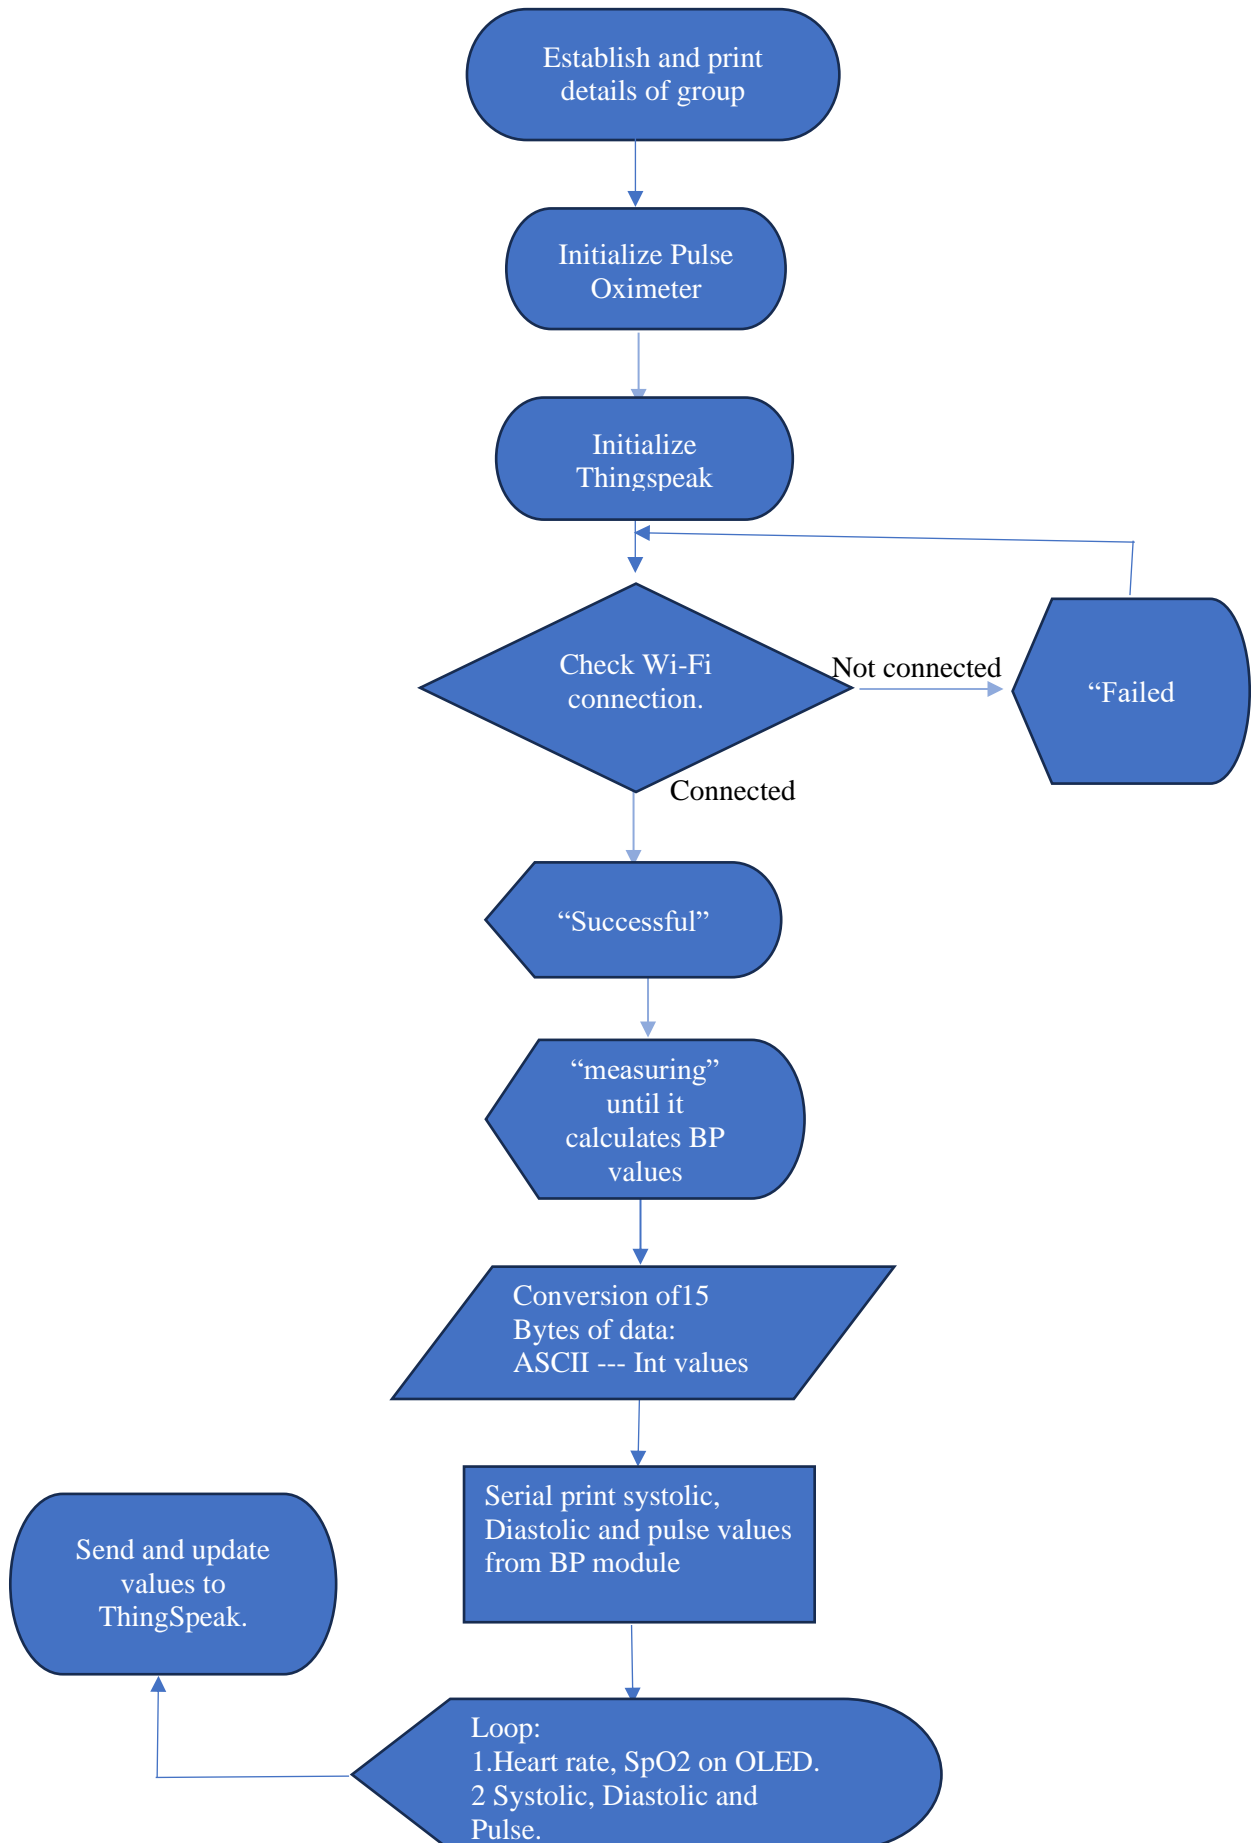 Establish and print
details of group
Initialize Pulse
Oximeter
Initialize
Thingspeak
Check Wi-Fi
connection.
Not connected
“Failed
Connected
“Successful”
“measuring”
until it
calculates BP
values
Conversion of15
Bytes of data:
ASCII --- Int values
Serial print systolic,
Diastolic and pulse values
from BP module
Send and update
values to
ThingSpeak.
Loop:
1.Heart rate, SpO2 on OLED.
2 Systolic, Diastolic and
Pulse.